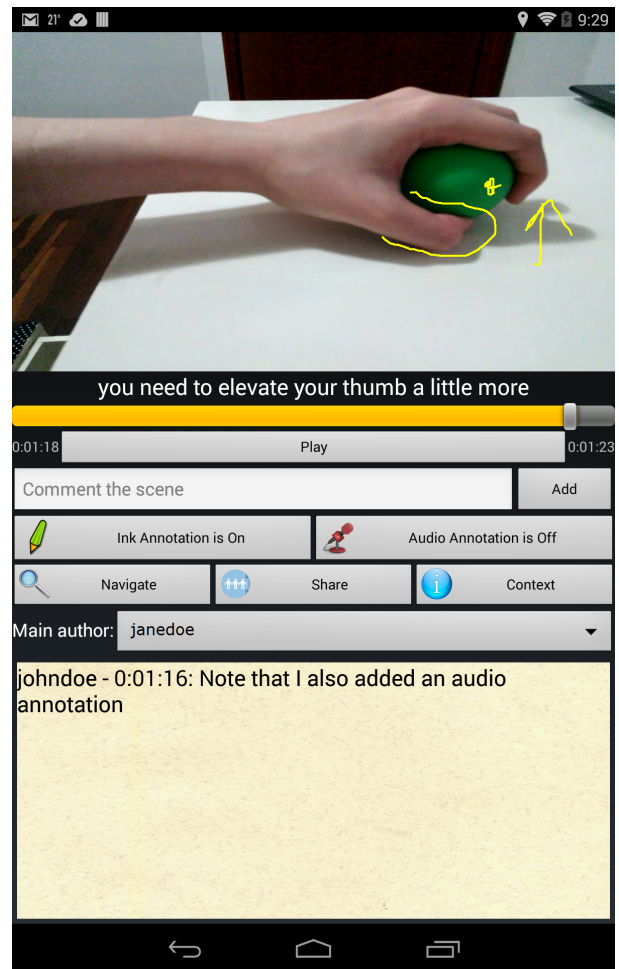 21°
9:29
you need to elevate your thumb a little more
0:01:18
Play
0:01:23
Comment the scene
Add
Ink Annotation is On
Audio Annotation is Off
Navigate
Share
Context
Main author:
janedoe
johndoe - 0:01:16: Note that I also added an audio
annotation